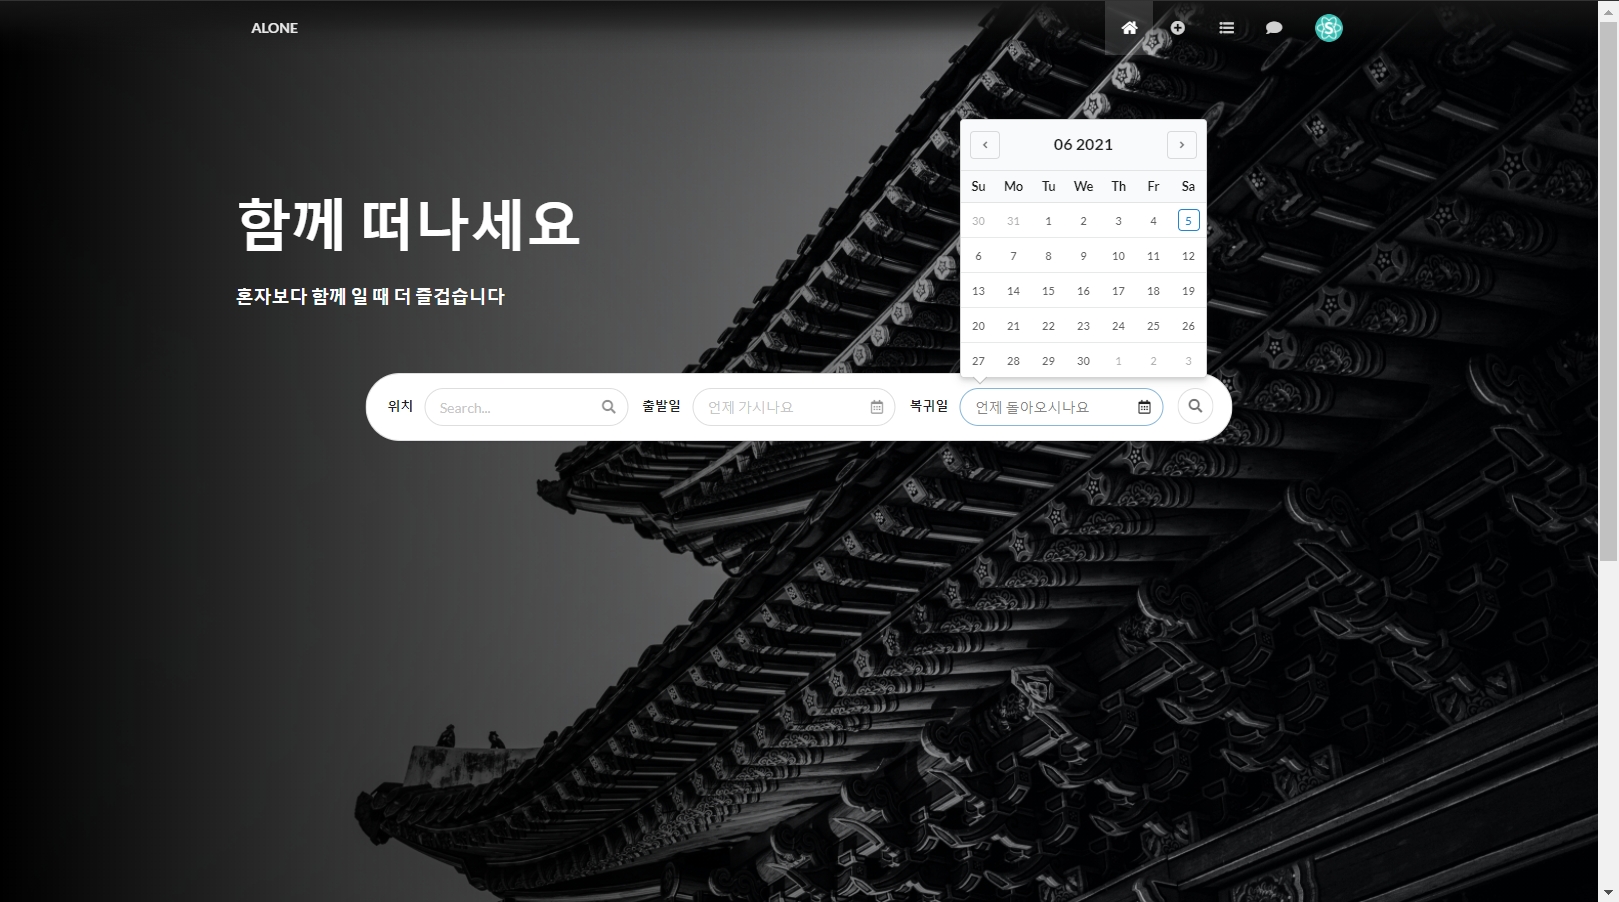 ALONE
06 2021
Su Mo Tu We Th Fr Sa
30 31 1 2 3 4 5
6 7 8 9 10 11 12
13 14 15 16 17 18 19
20 21 22 23 24 25 26
27 28 29 30 1 2 3
함께 떠나세요
혼자보다 함께 일 때 더 즐겁습니다
위치 Search... 출발일 언제 가시나요 복귀일 언제 돌아오시나요